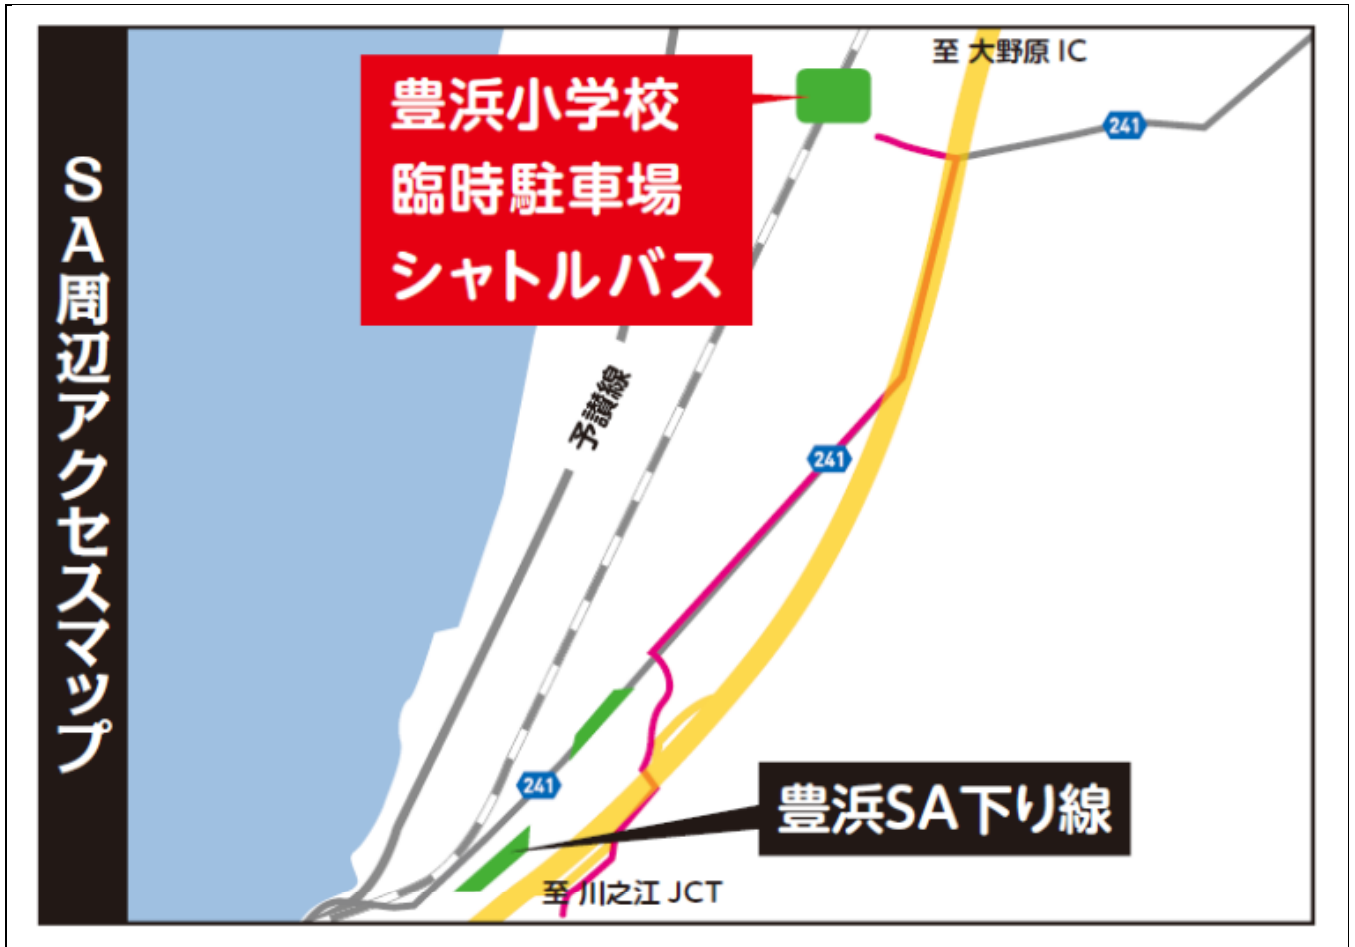 SA周辺アクセスマップ
至 大野原 IC
豊浜小学校
臨時駐車場
シャトルバス
241
予讃線
241
241
豊浜SA下り線
至 川之江 JCT